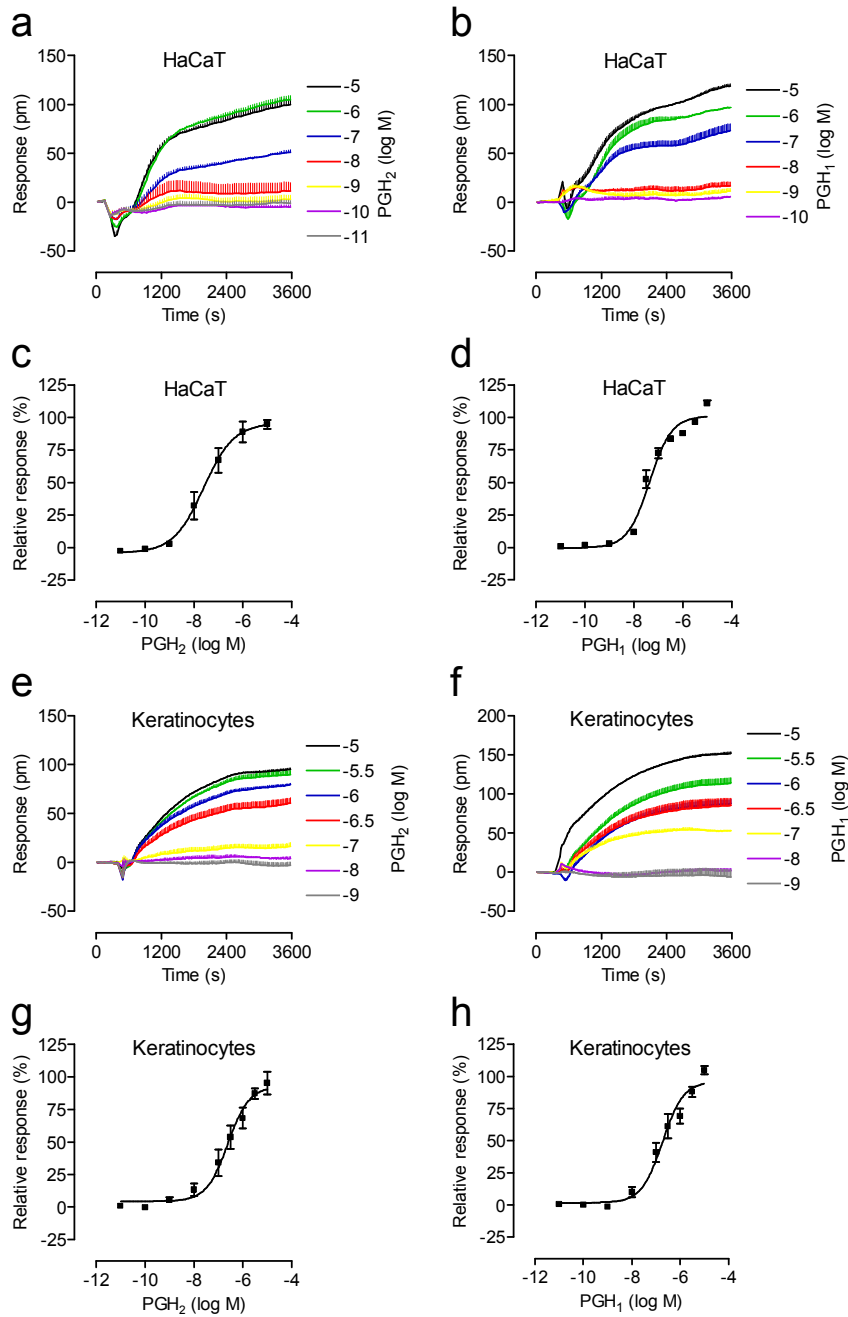 a
HaCaT
Response (pm)
150
100
50
0
-50
0 1200 2400 3600
Time (s)
-5
-6
-7
-8
-9
-10
-11
PGH2 (log M)
b
HaCaT
Response (pm)
150
100
50
0
-50
0 1200 2400 3600
Time (s)
-5
-6
-7
-8
-9
-10
PGH1 (log M)
c
HaCaT
Relative response (%)
125
100
75
50
25
0
-25
-12 -10 -8 -6 -4
PGH2 (log M)
d
HaCaT
Relative response (%)
125
100
75
50
25
0
-25
-12 -10 -8 -6 -4
PGH1 (log M)
e
Keratinocytes
Response (pm)
150
100
50
0
-50
0 1200 2400 3600
Time (s)
-5
-5.5
-6
-6.5
-7
-8
-9
PGH2 (log M)
f
Keratinocytes
Response (pm)
200
150
100
50
0
-50
0 1200 2400 3600
Time (s)
-5
-5.5
-6
-6.5
-7
-8
-9
PGH1 (log M)
g
Keratinocytes
Relative response (%)
125
100
75
50
25
0
-25
-12 -10 -8 -6 -4
PGH2 (log M)
h
Keratinocytes
Relative response (%)
125
100
75
50
25
0
-25
-12 -10 -8 -6 -4
PGH1 (log M)